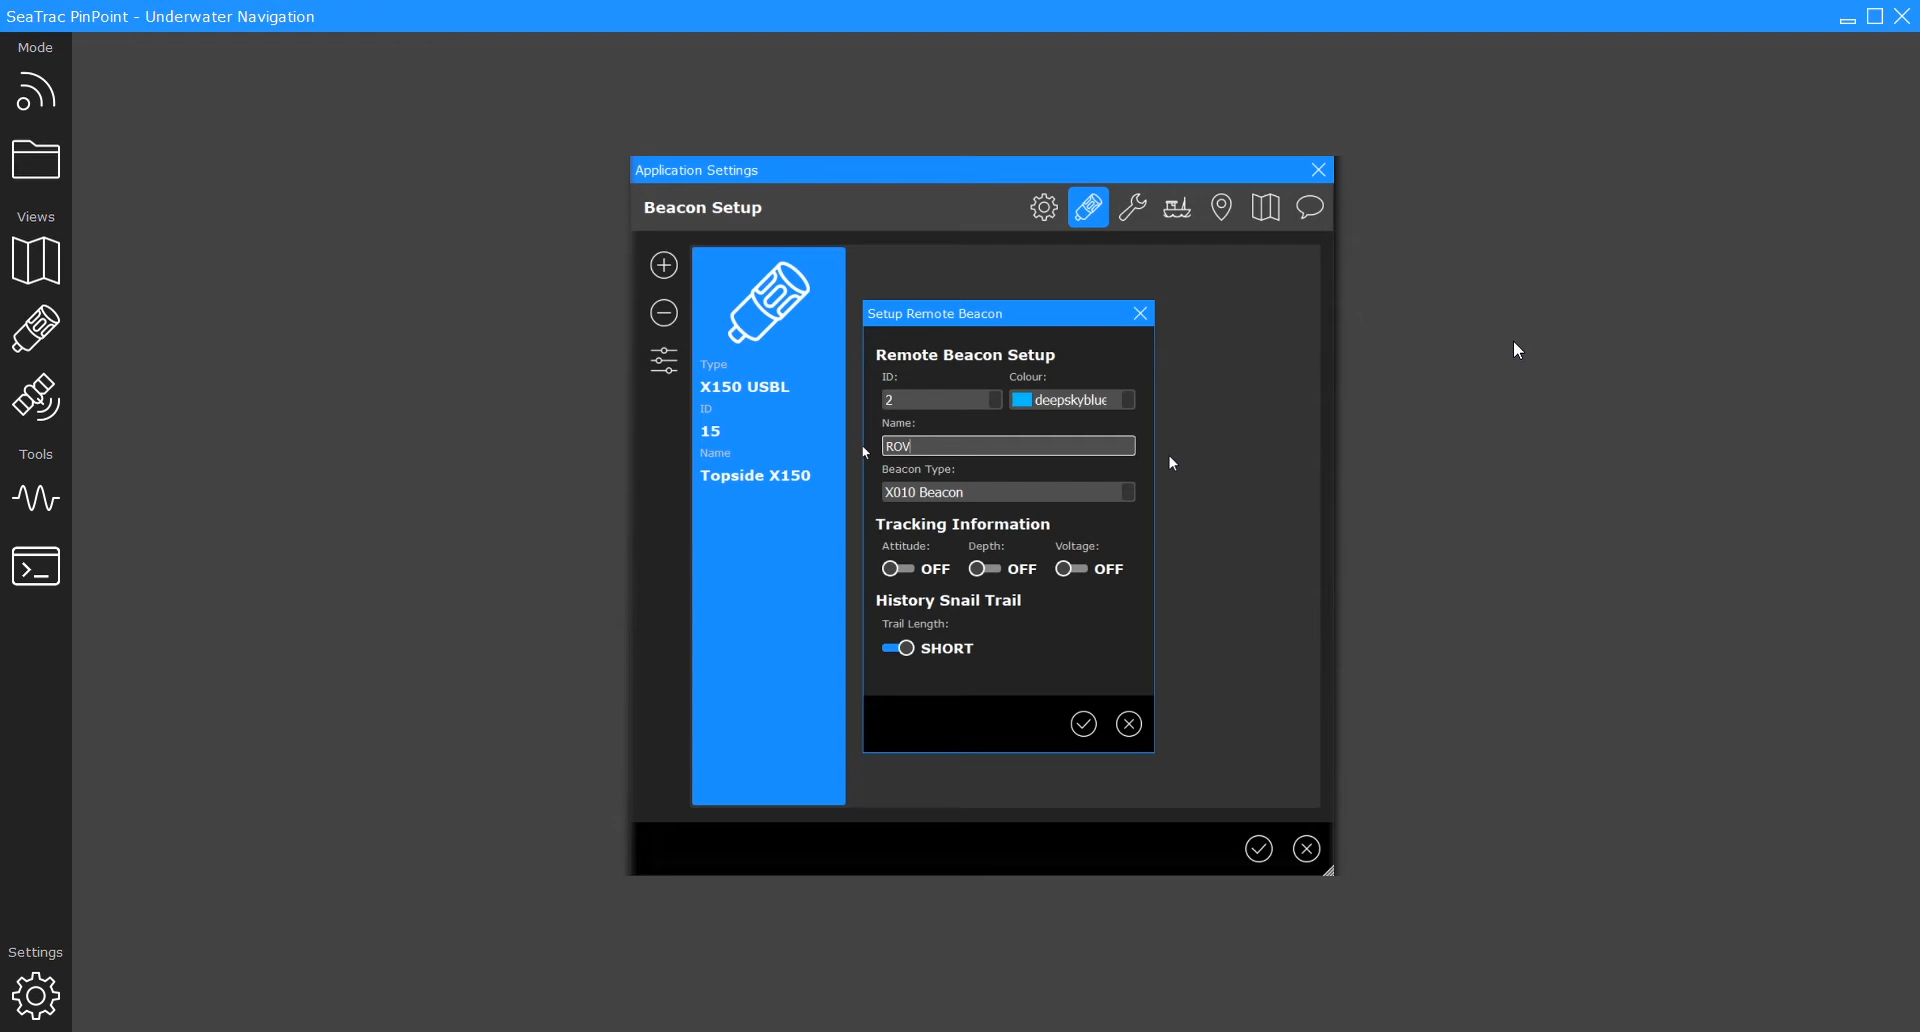 SeaTrac PinPoint - Underwater Navigation
Mode
Views
Tools
Settings
Application Settings
Beacon Setup
Type
X150 USBL
ID
15
Name
Topside X150
Setup Remote Beacon
Remote Beacon Setup
ID: Colour:
2 deepskyblue
Name:
ROV
Beacon Type:
X010 Beacon
Tracking Information
Attitude: Depth: Voltage:
OFF OFF OFF
History Snail Trail
Trail Length:
SHORT